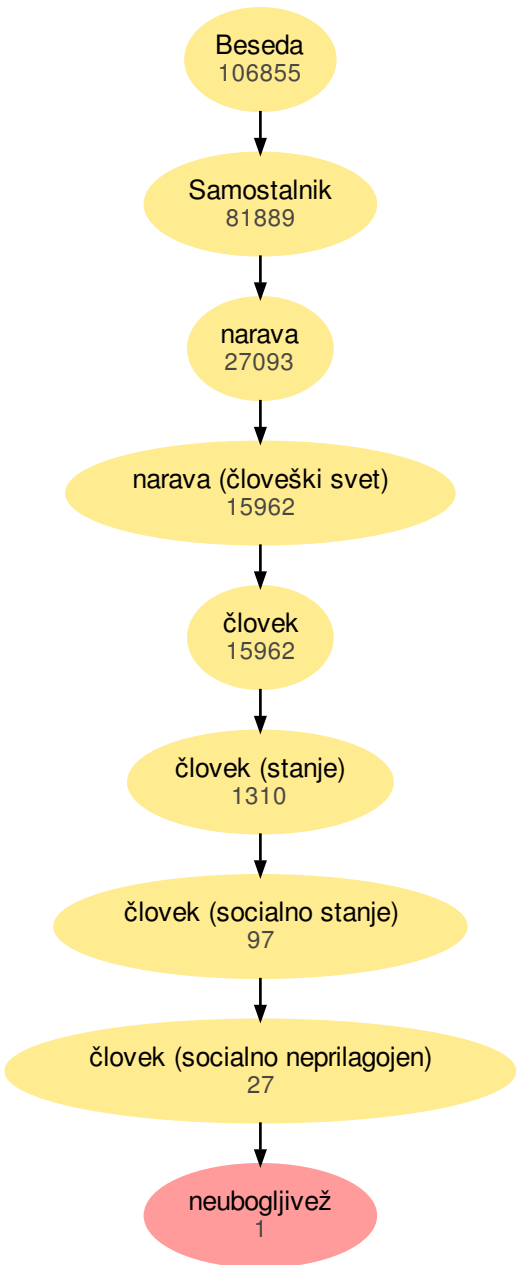 Beseda
106855
Samostalnik
81889
narava
27093
narava (človeški svet)
15962
človek
15962
človek (stanje)
1310
človek (socialno stanje)
97
človek (socialno neprilagojen)
27
neubogljivež
1